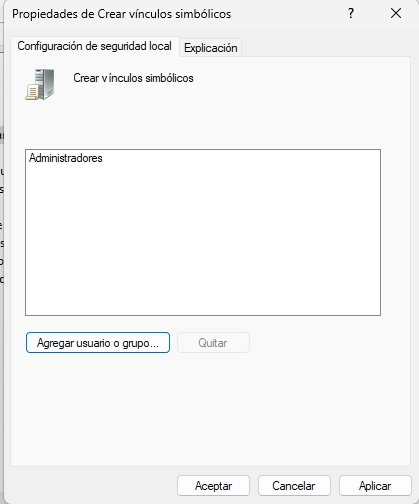 Propiedades de Crear vínculos simbólicos
?
Configuración de seguridad local
Explicación
Crear vínculos simbólicos
Administradores
Agregar usuario o grupo...
Quitar
Aceptar
Cancelar
Aplicar